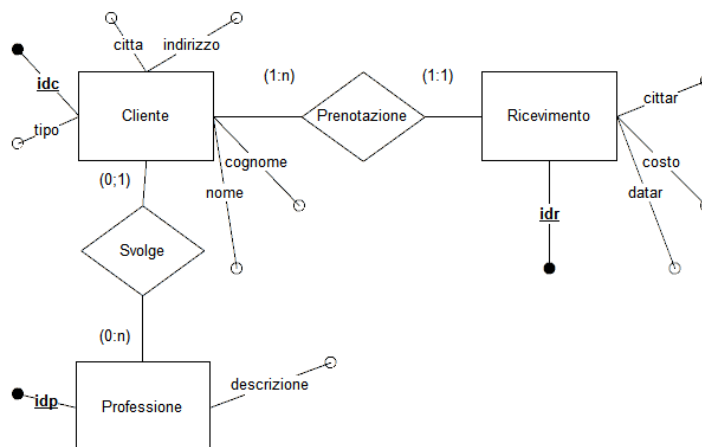 citta
indirizzo
idc
tipo
Cliente
(1:n)
Prenotazione
(1:1)
Ricevimento
cittar
costo
datar
cognome
nome
(0;1)
idr
Svolge
(0:n)
idp
Professione
descrizione